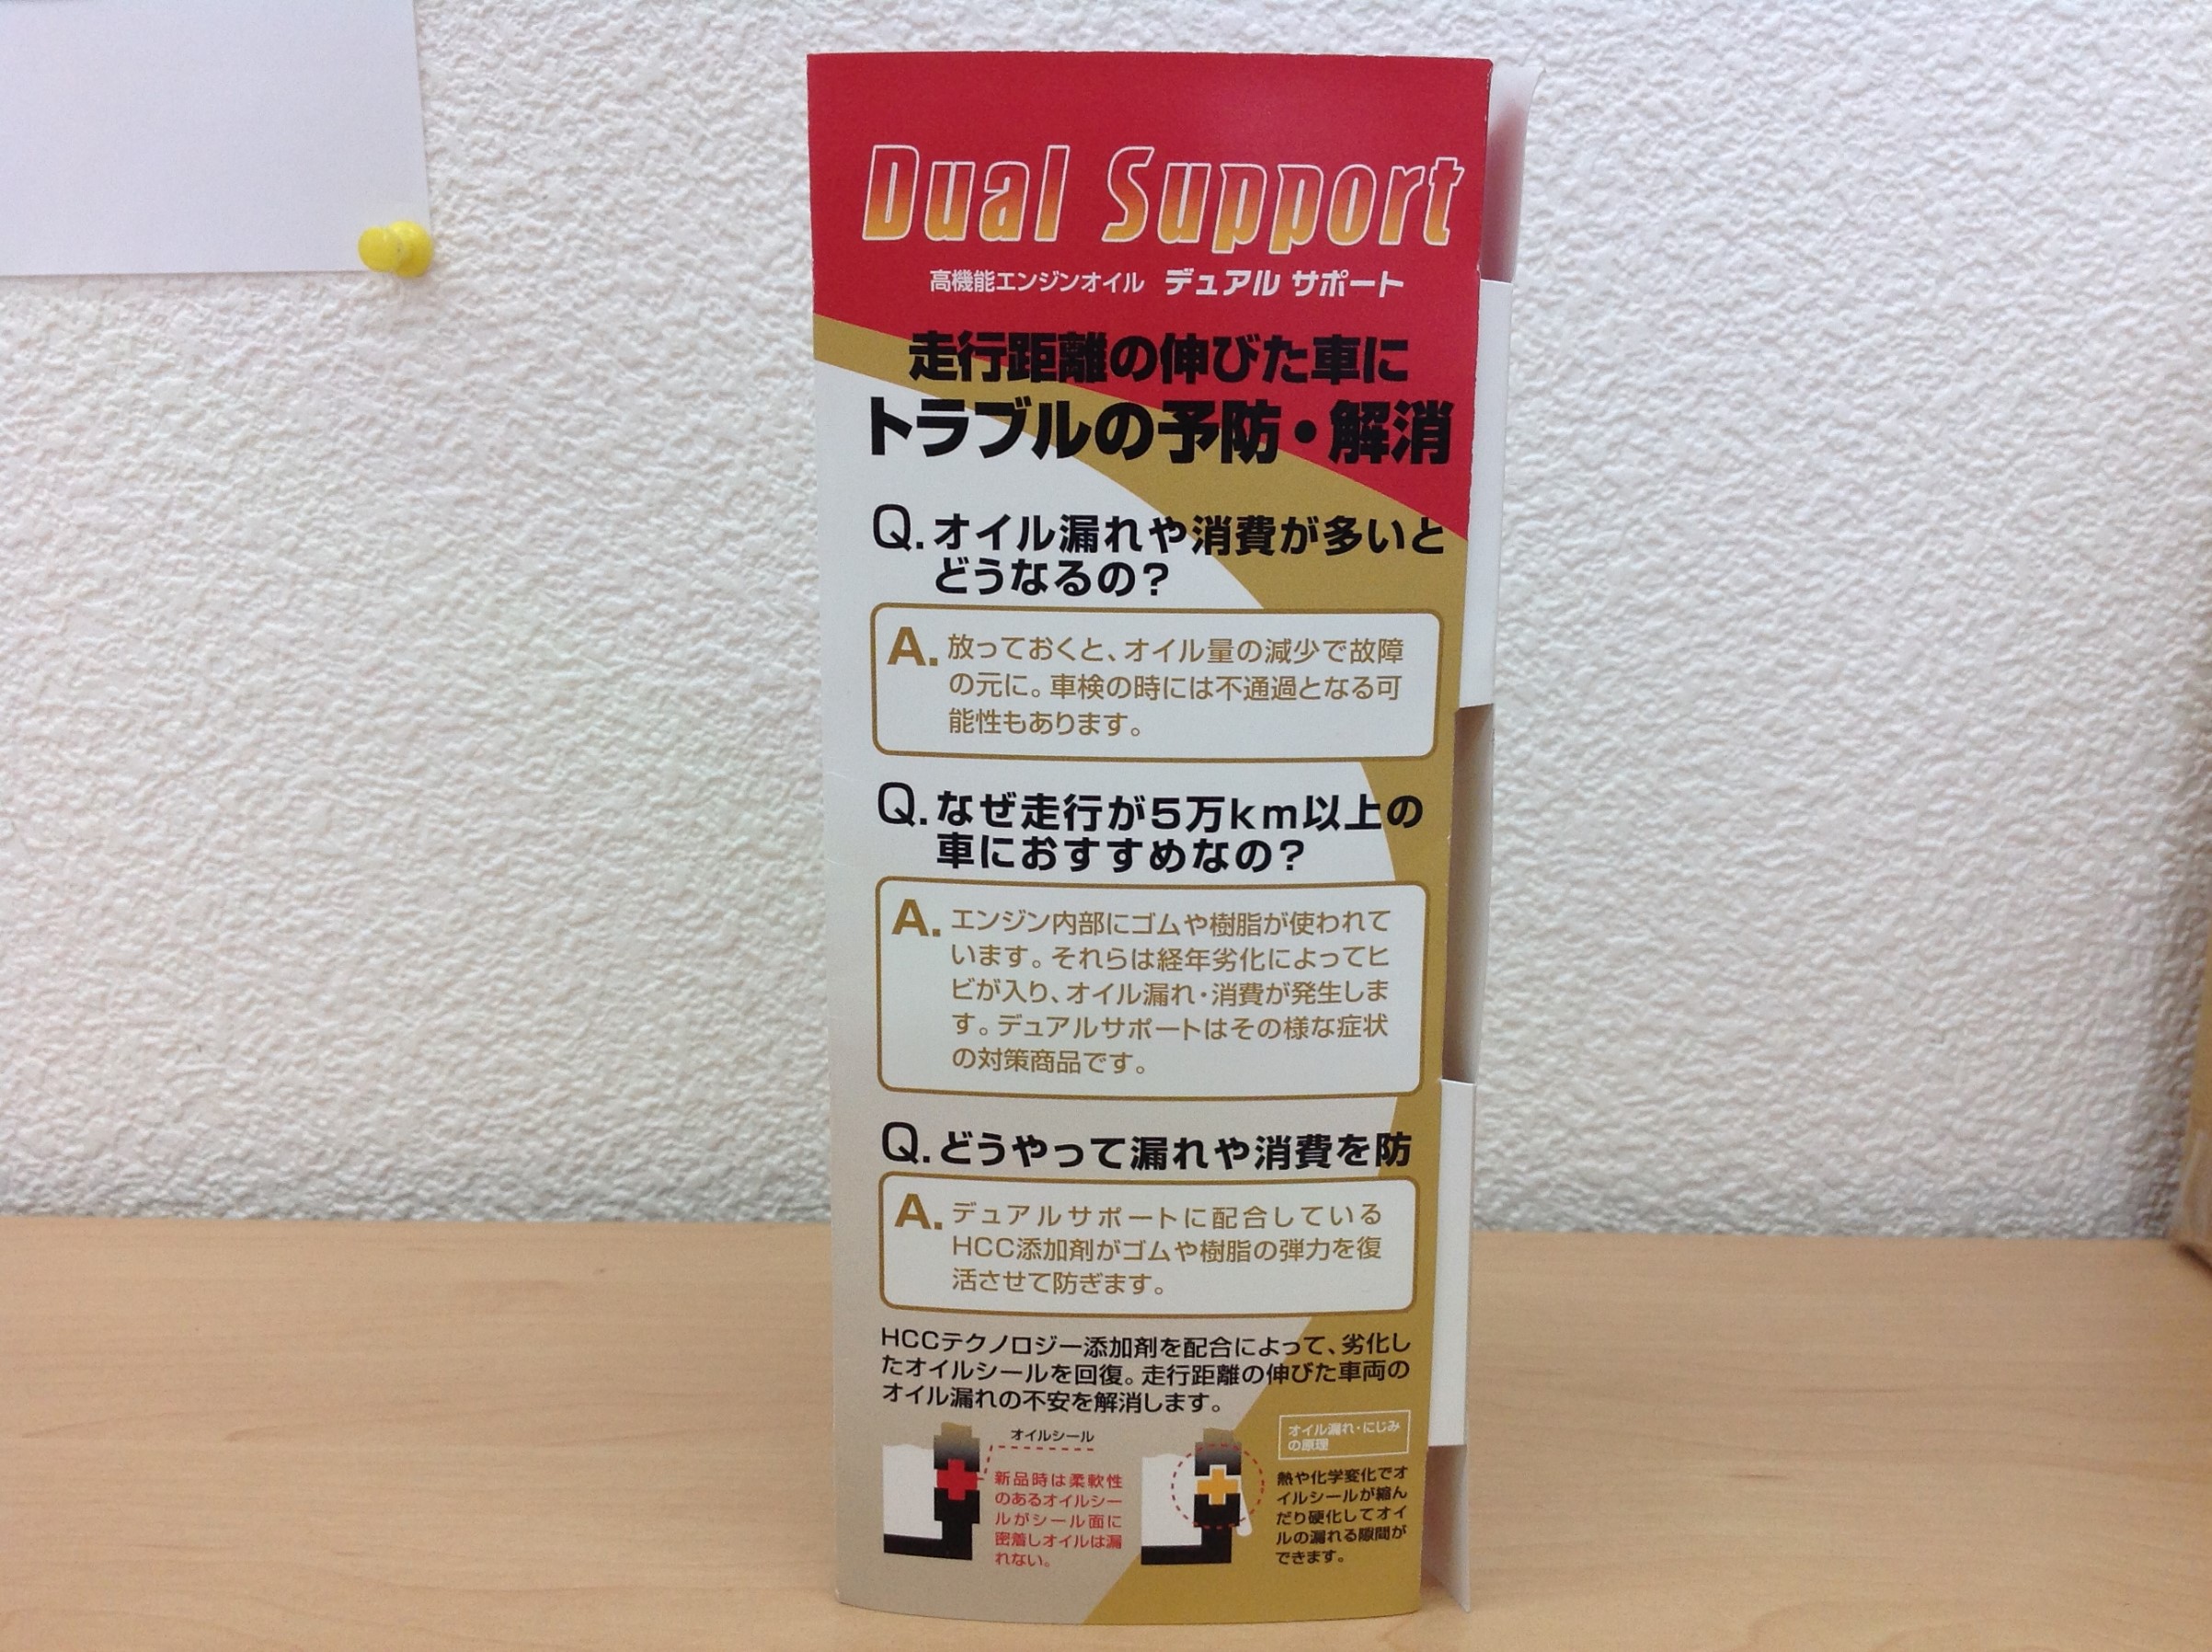 Dual Support
高機能エンジンオイル デュアル サポート
走行距離の伸びた車に
トラブルの予防・解消
Q.オイル漏れや消費が多いと
どうなるの？
A.放っておくと、オイル量の減少で故障
の元に。車検の時には不通過となる可
能性もあります。
Q.なぜ走行が5万km以上の
車におすすめなの？
A.エンジン内部にゴムや樹脂が使われて
います。それらは経年劣化によってヒ
ビが入り、オイル漏れ・消費が発生しま
す。デュアルサポートはその様な症状
の対策商品です。
Q.どうやって漏れや消費を防
A.デュアルサポートに配合している
HCC添加剤がゴムや樹脂の弾力を復
活させて防ぎます。
HCCテクノロジー添加剤を配合によって、劣化し
たオイルシールを回復。走行距離の伸びた車両の
オイル漏れの不安を解消します。
オイルシール
新品時は柔軟性
のあるオイルシー
ルがシール面に
密着しオイルは漏
れない。
オイル漏れ・にじみ
の原理
熱や化学変化でオ
イルシールが縮ん
だり硬化してオイ
ルの漏れる隙間が
できます。